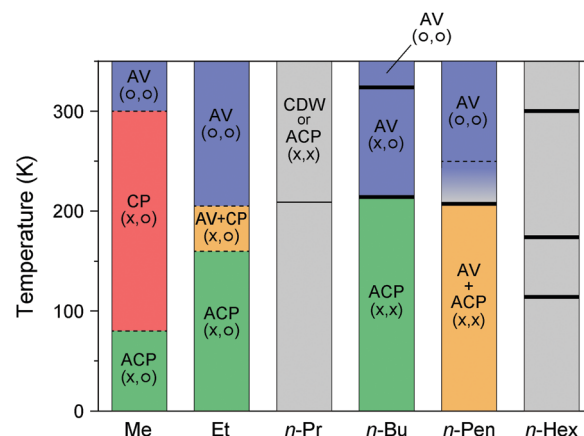 AV
(o,o)
Temperature (K)
300
200
100
0
AV
(o,o)
CP
(x,o)
ACP
(x,o)
AV
(o,o)
AV+CP
(x,o)
ACP
(x,o)
CDW
or
ACP
(x,x)
AV
(x,o)
ACP
(x,x)
AV
(o,o)
AV
+
ACP
(x,x)
Me
Et
n-Pr
n-Bu
n-Pen
n-Hex